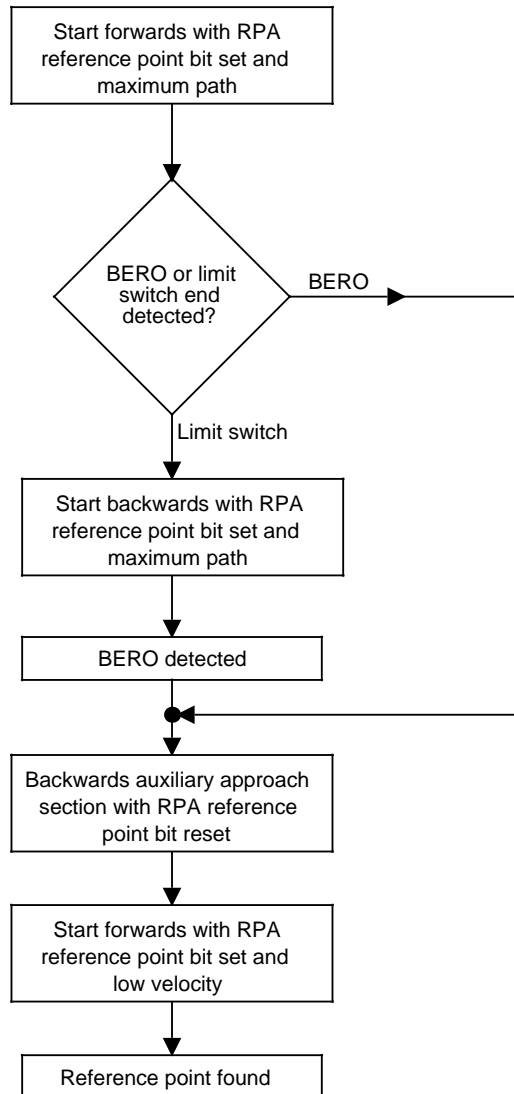 Start forwards with RPA
reference point bit set and
maximum path
BERO or limit
switch end
detected?
BERO
Limit switch
Start backwards with RPA
reference point bit set and
maximum path
BERO detected
Backwards auxiliary approach
section with RPA reference
point bit reset
Start forwards with RPA
reference point bit set and
low velocity
Reference point found